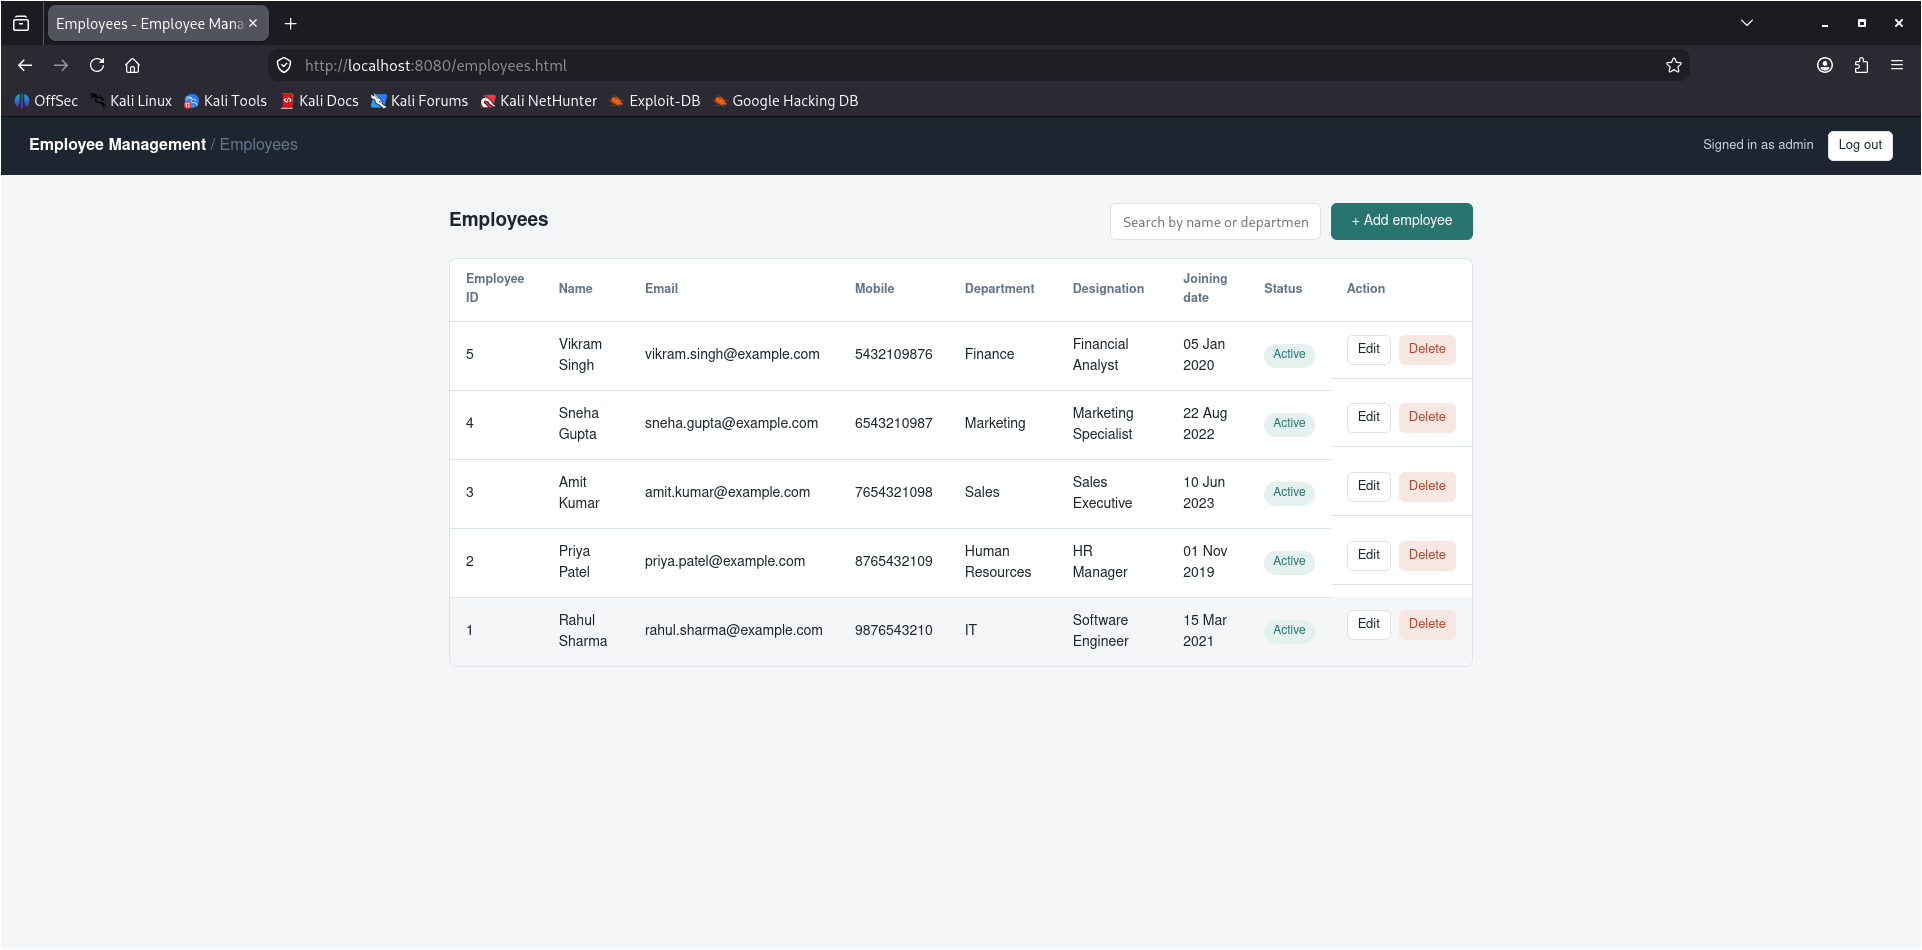 Employees - Employee Mana
http://localhost:8080/employees.html
OffSec Kali Linux Kali Tools Kali Docs Kali Forums Kali NetHunter Exploit-DB Google Hacking DB
Employee Management / Employees Signed in as admin Log out
Employees Search by name or departmen + Add employee
Employee ID Name Email Mobile Department Designation Joining date Status Action
5 Vikram Singh vikram.singh@example.com 5432109876 Finance Financial Analyst 05 Jan 2020 Active Edit Delete
4 Sneha Gupta sneha.gupta@example.com 6543210987 Marketing Marketing Specialist 22 Aug 2022 Active Edit Delete
3 Amit Kumar amit.kumar@example.com 7654321098 Sales Sales Executive 10 Jun 2023 Active Edit Delete
2 Priya Patel priya.patel@example.com 8765432109 Human Resources HR Manager 01 Nov 2019 Active Edit Delete
1 Rahul Sharma rahul.sharma@example.com 9876543210 IT Software Engineer 15 Mar 2021 Active Edit Delete